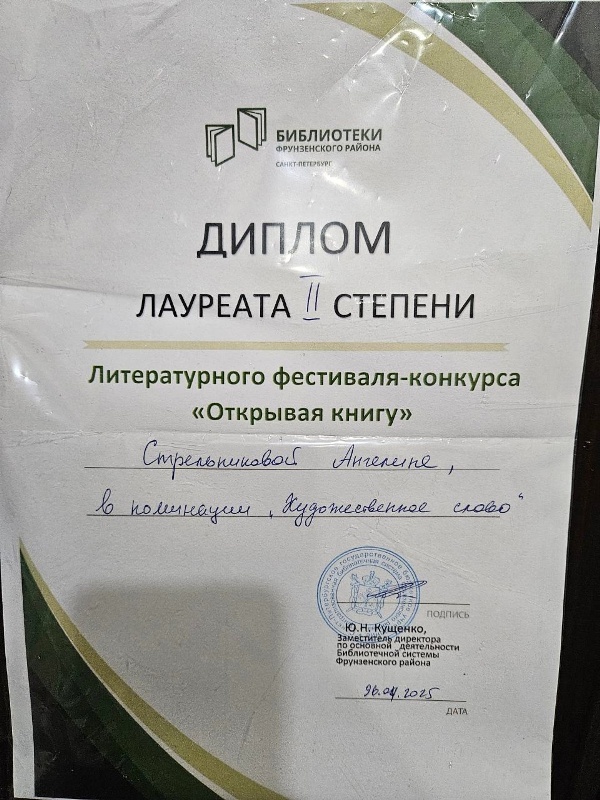 БИБЛИОТЕКИ
ФРУНЗЕНСКОГО РАЙОНА
САНКТ-ПЕТЕРБУРГ
ДИПЛОМ
ЛАУРЕАТА II СТЕПЕНИ
Литературного фестиваля-конкурса
«Открывая книгу»
Стрельниковой Ангелине,
в номинации „Художественное слово"
ПОДПИСЬ
Ю.Н. Кущенко,
Заместитель директора
по основной деятельности
Библиотечной системы
Фрунзенского района
26.04.2025
ДАТА